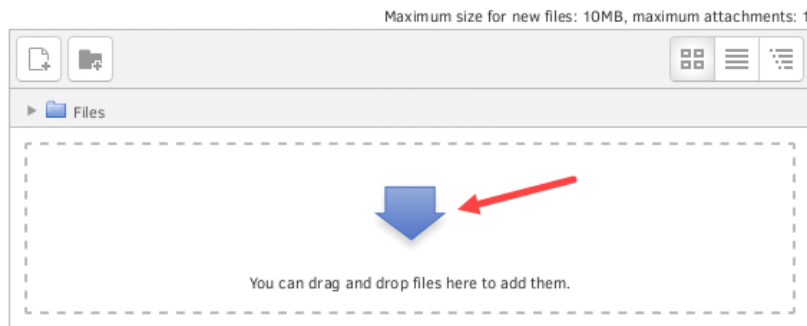 Maximum size for new files: 10MB, maximum attachments: 1
Files
You can drag and drop files here to add them.